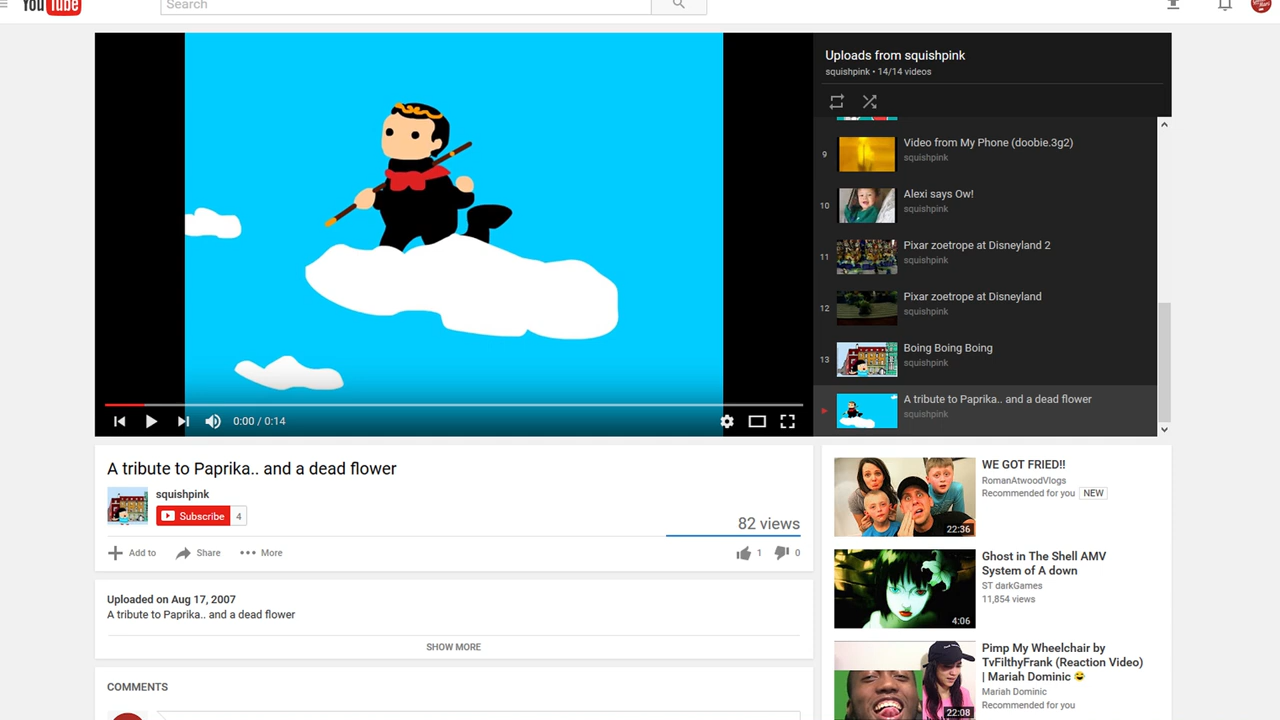 YouTube
Search
Uploads from squishpink
squishpink • 14/14 videos
9
Video from My Phone (doobie.3g2)
squishpink
10
Alexi says Ow!
squishpink
11
Pixar zoetrope at Disneyland 2
squishpink
12
Pixar zoetrope at Disneyland
squishpink
13
Boing Boing Boing
squishpink
A tribute to Paprika.. and a dead flower
squishpink
0:00 / 0:14
A tribute to Paprika.. and a dead flower
squishpink
Subscribe 4
82 views
Add to Share More 1 0
Uploaded on Aug 17, 2007
A tribute to Paprika.. and a dead flower
SHOW MORE
COMMENTS
WE GOT FRIED!!
RomanAtwoodVlogs
Recommended for you NEW
22:36
Ghost in The Shell AMV
System of A down
ST darkGames
11,854 views
4:06
Pimp My Wheelchair by
TvFilthyFrank (Reaction Video)
| Mariah Dominic 😂
Mariah Dominic
Recommended for you
22:08